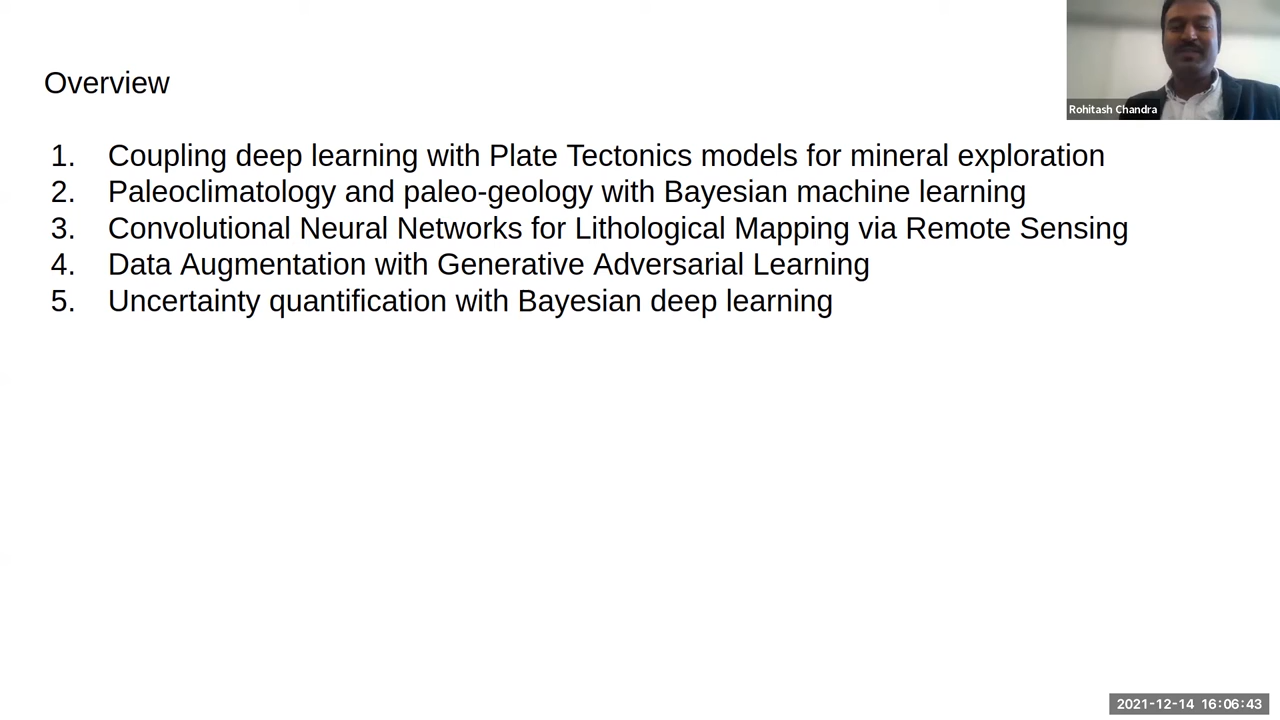 Overview
Rohitash Chandra
1. Coupling deep learning with Plate Tectonics models for mineral exploration
2. Paleoclimatology and paleo-geology with Bayesian machine learning
3. Convolutional Neural Networks for Lithological Mapping via Remote Sensing
4. Data Augmentation with Generative Adversarial Learning
5. Uncertainty quantification with Bayesian deep learning
2021-12-14 16:06:43